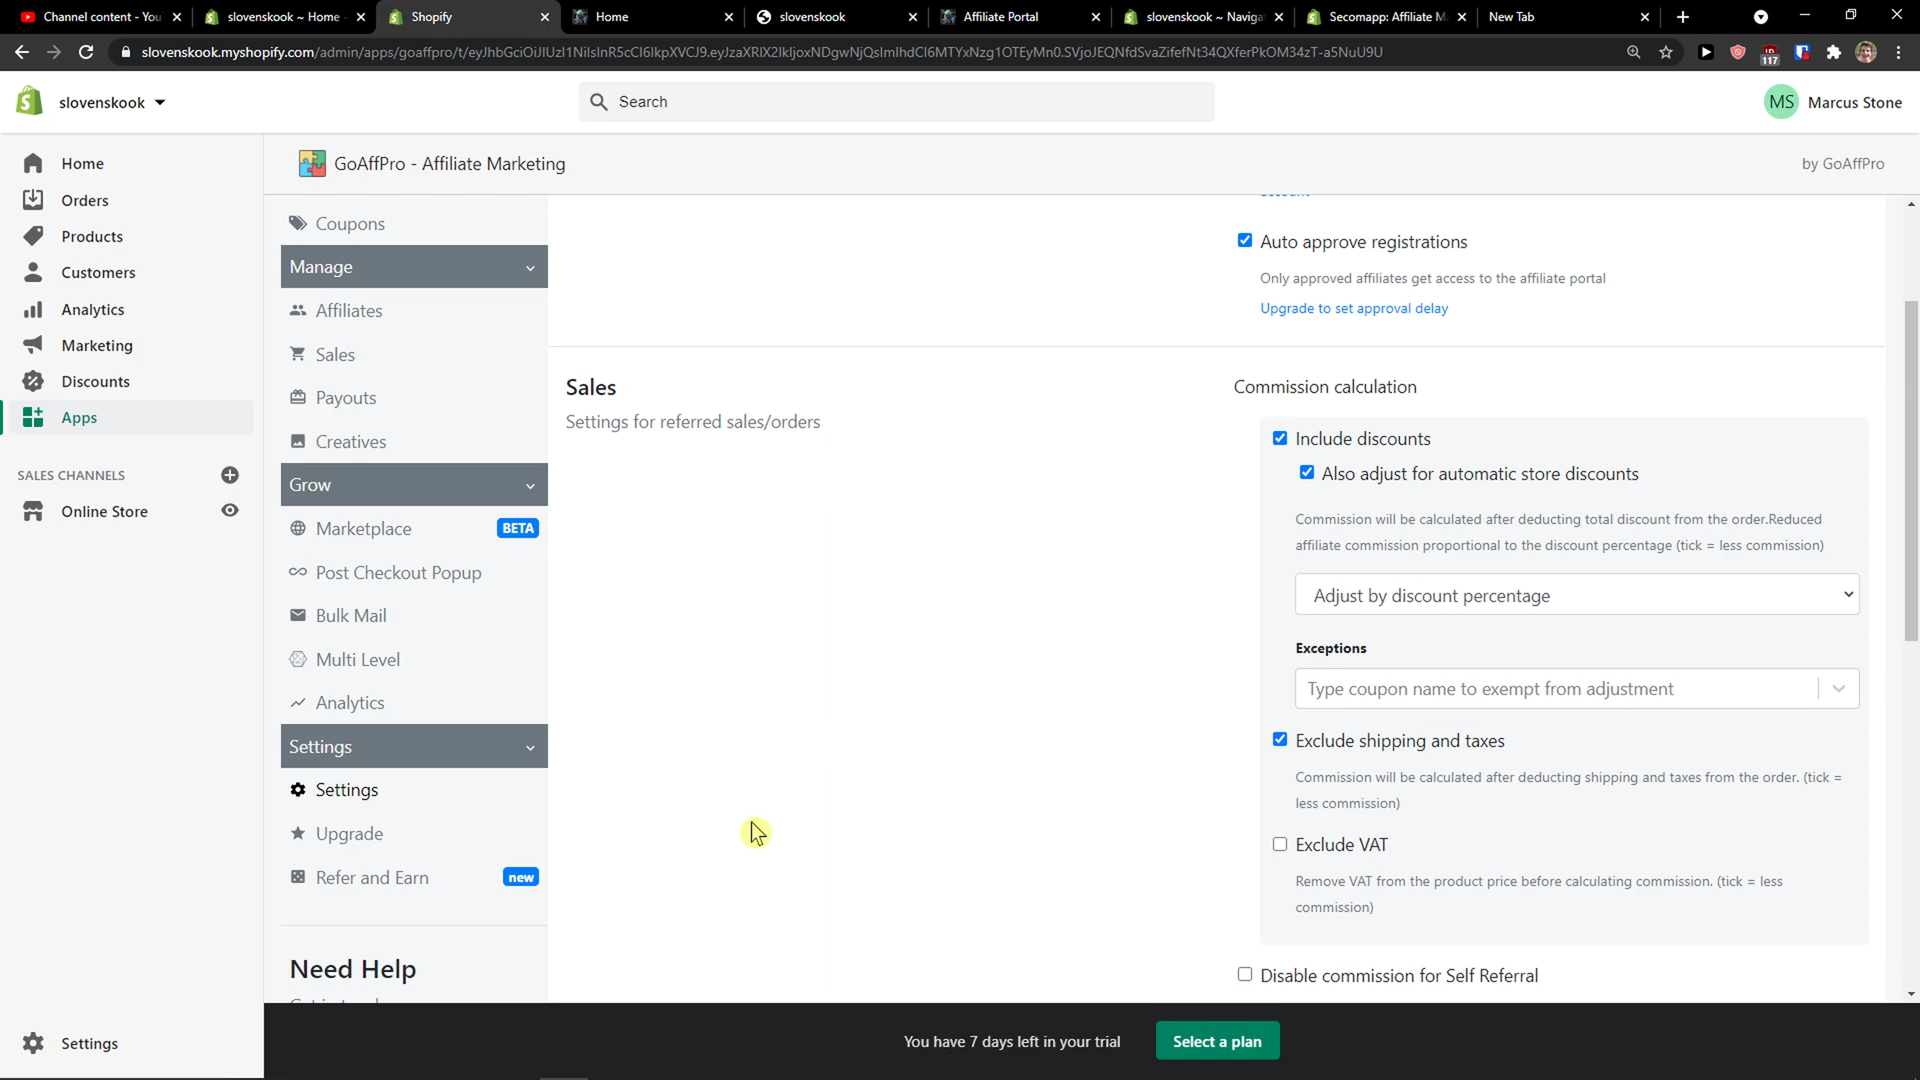 Channel content - You
slovenskook ~ Home
Shopify
Home
slovenskook
Affiliate Portal
slovenskook ~ Naviga
Secomapp: Affiliate M
New Tab
slovenskook.myshopify.com/admin/apps/goaffpro/t/
117
slovenskook
Search
MS Marcus Stone
Home
Orders
Products
Customers
Analytics
Marketing
Discounts
Apps
SALES CHANNELS
Online Store
Settings
GoAffPro - Affiliate Marketing
by GoAffPro
Coupons
Manage
Affiliates
Sales
Payouts
Creatives
Grow
Marketplace BETA
Post Checkout Popup
Bulk Mail
Multi Level
Analytics
Settings
Settings
Upgrade
Refer and Earn new
Need Help
Auto approve registrations
Only approved affiliates get access to the affiliate portal
Upgrade to set approval delay
Sales
Settings for referred sales/orders
Commission calculation
Include discounts
Also adjust for automatic store discounts
Commission will be calculated after deducting total discount from the order.Reduced
affiliate commission proportional to the discount percentage (tick = less commission)
Adjust by discount percentage
Exceptions
Type coupon name to exempt from adjustment
Exclude shipping and taxes
Commission will be calculated after deducting shipping and taxes from the order. (tick =
less commission)
Exclude VAT
Remove VAT from the product price before calculating commission. (tick = less
commission)
Disable commission for Self Referral
You have 7 days left in your trial
Select a plan